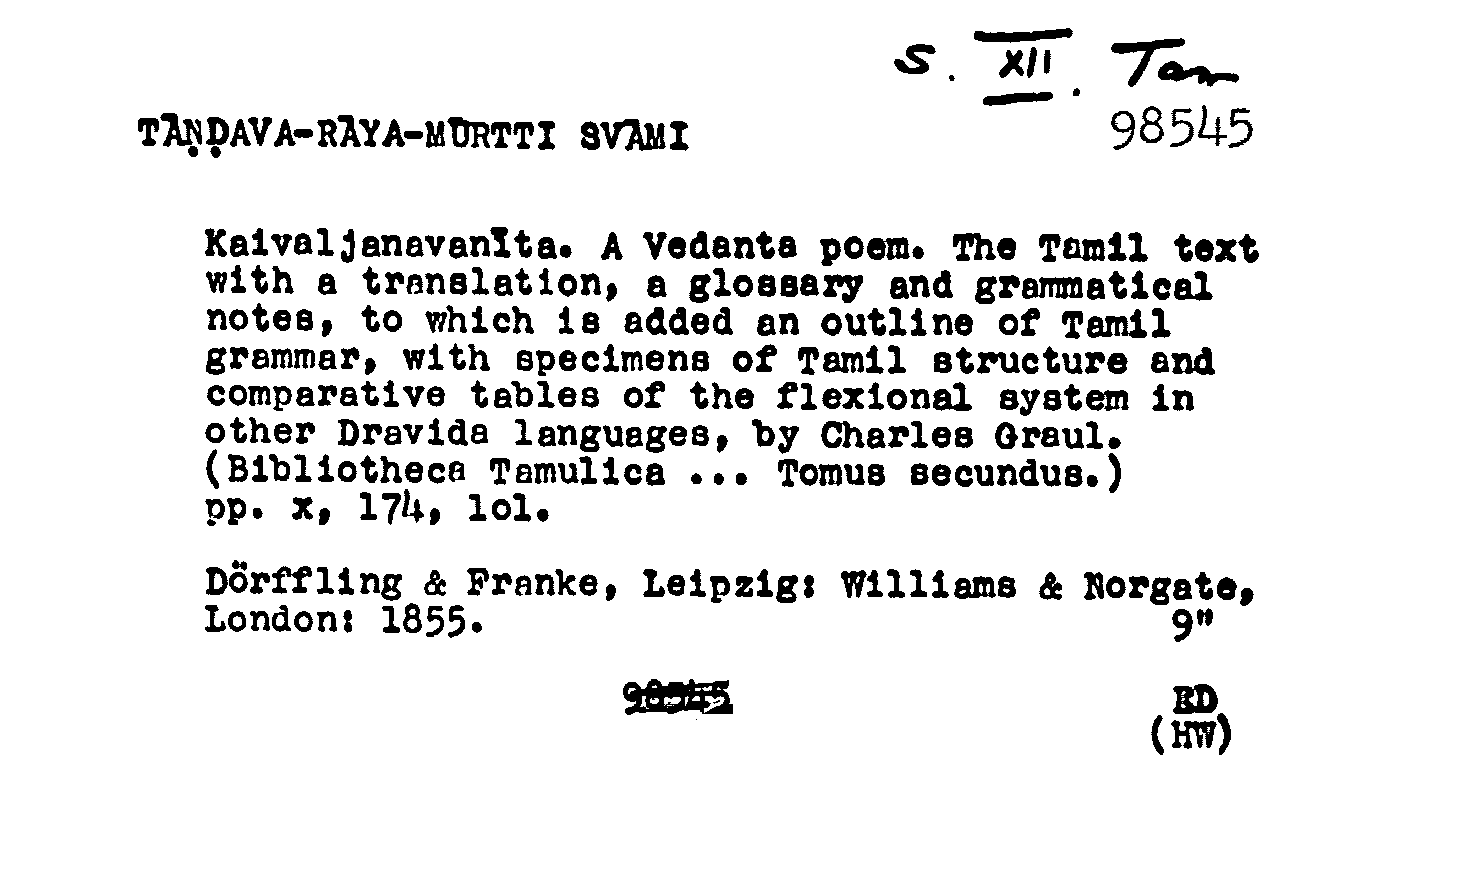 S. XII. Tam
98545
TĀṆḌAVA-RĀYA-MŪRTTI SVĀMI
Kaivaljanavanīta. A Vedanta poem. The Tamil text
with a translation, a glossary and grammatical
notes, to which is added an outline of Tamil
grammar, with specimens of Tamil structure and
comparative tables of the flexional system in
other Dravida languages, by Charles Graul.
(Bibliotheca Tamulica ... Tomus secundus.)
pp. x, 174, lol.
Dörffling & Franke, Leipzig: Williams & Norgate,
London: 1855.
9"
98545
ED
(HW)